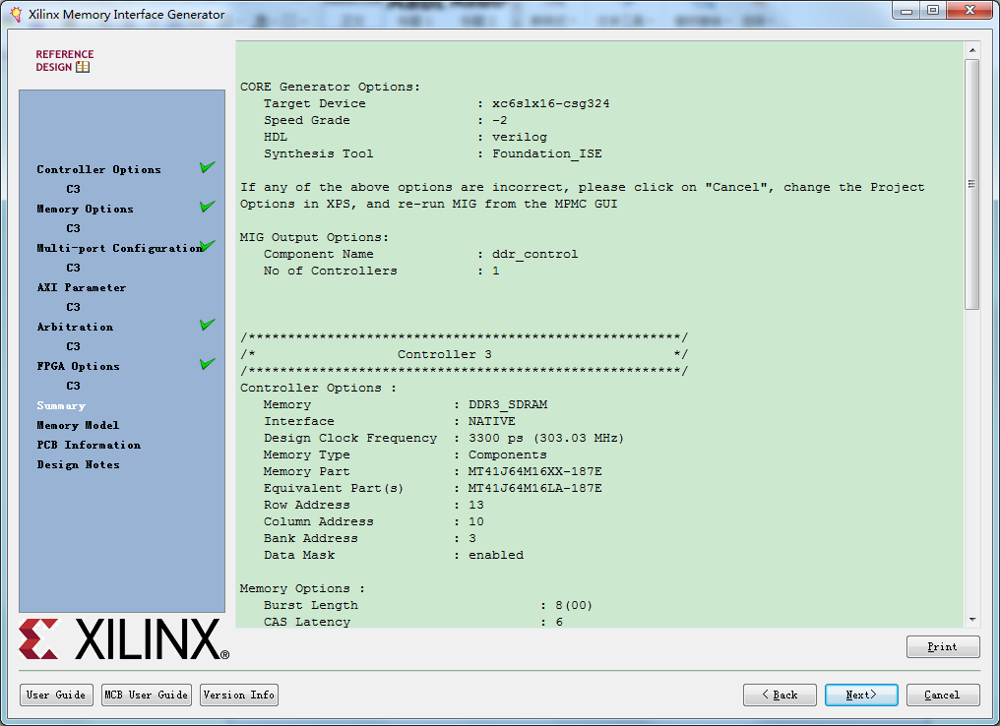 Xilinx Memory Interface Generator
REFERENCE
DESIGN
Controller Options
C3
Memory Options
C3
Multi-port Configuration
C3
AXI Parameter
C3
Arbitration
C3
FPGA Options
C3
Summary
Memory Model
PCB Information
Design Notes
CORE Generator Options:
Target Device : xc6slx16-csg324
Speed Grade : -2
HDL : verilog
Synthesis Tool : Foundation_ISE
If any of the above options are incorrect, please click on "Cancel", change the Project
Options in XPS, and re-run MIG from the MPMC GUI
MIG Output Options:
Component Name : ddr_control
No of Controllers : 1
/*******************************************************/
/* Controller 3 */
/*******************************************************/
Controller Options :
Memory : DDR3_SDRAM
Interface : NATIVE
Design Clock Frequency : 3300 ps (303.03 MHz)
Memory Type : Components
Memory Part : MT41J64M16XX-187E
Equivalent Part(s) : MT41J64M16LA-187E
Row Address : 13
Column Address : 10
Bank Address : 3
Data Mask : enabled
Memory Options :
Burst Length : 8(00)
CAS Latency : 6
XILINX®
Print
User Guide
MCB User Guide
Version Info
< Back
Next>
Cancel